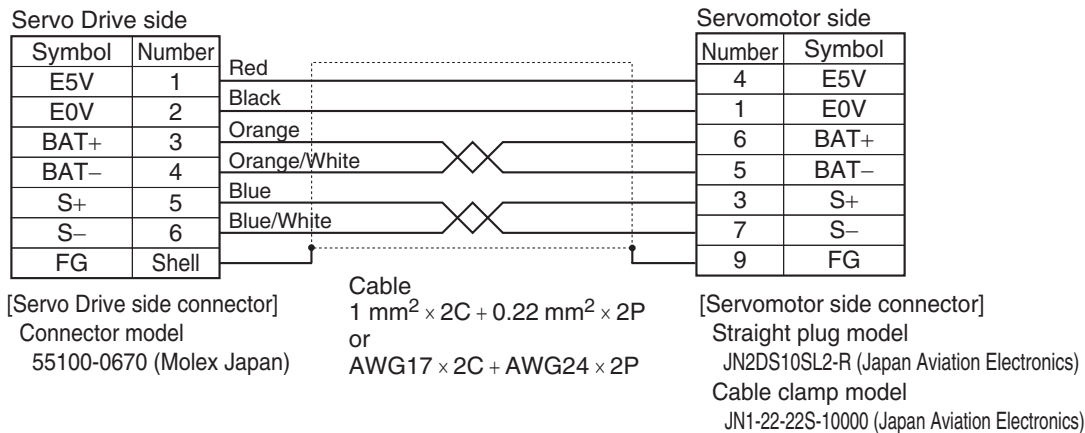 Servo Drive side
Symbol Number
E5V 1
E0V 2
BAT+ 3
BAT− 4
S+ 5
S− 6
FG Shell
Red
Black
Orange
Orange/White
Blue
Blue/White
Servomotor side
Number Symbol
4 E5V
1 E0V
6 BAT+
5 BAT−
3 S+
7 S−
9 FG
[Servo Drive side connector]
Connector model
55100-0670 (Molex Japan)
Cable
1 mm² × 2C + 0.22 mm² × 2P
or
AWG17 × 2C + AWG24 × 2P
[Servomotor side connector]
Straight plug model
JN2DS10SL2-R (Japan Aviation Electronics)
Cable clamp model
JN1-22-22S-10000 (Japan Aviation Electronics)